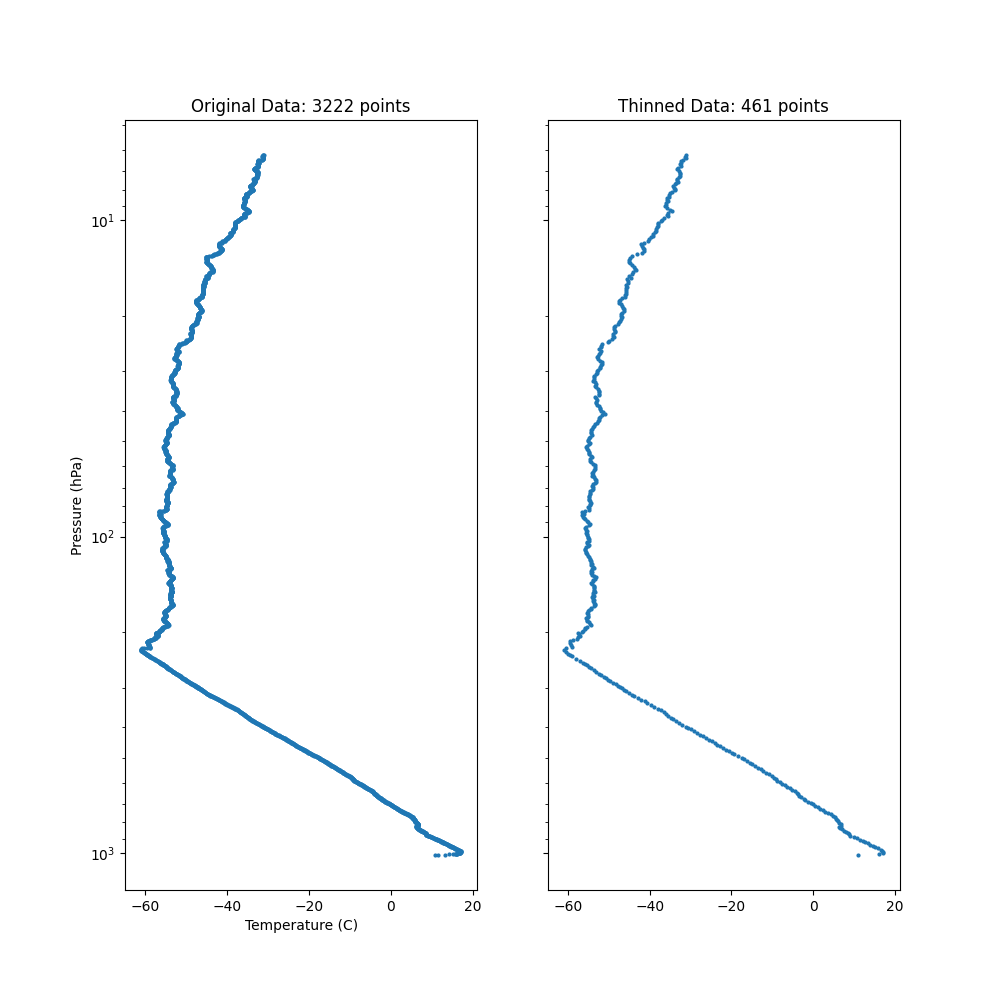 Original Data: 3222 points
Thinned Data: 461 points
Pressure (hPa)
10¹
10²
10³
−60 −40 −20 0 20
−60 −40 −20 0 20
Temperature (C)